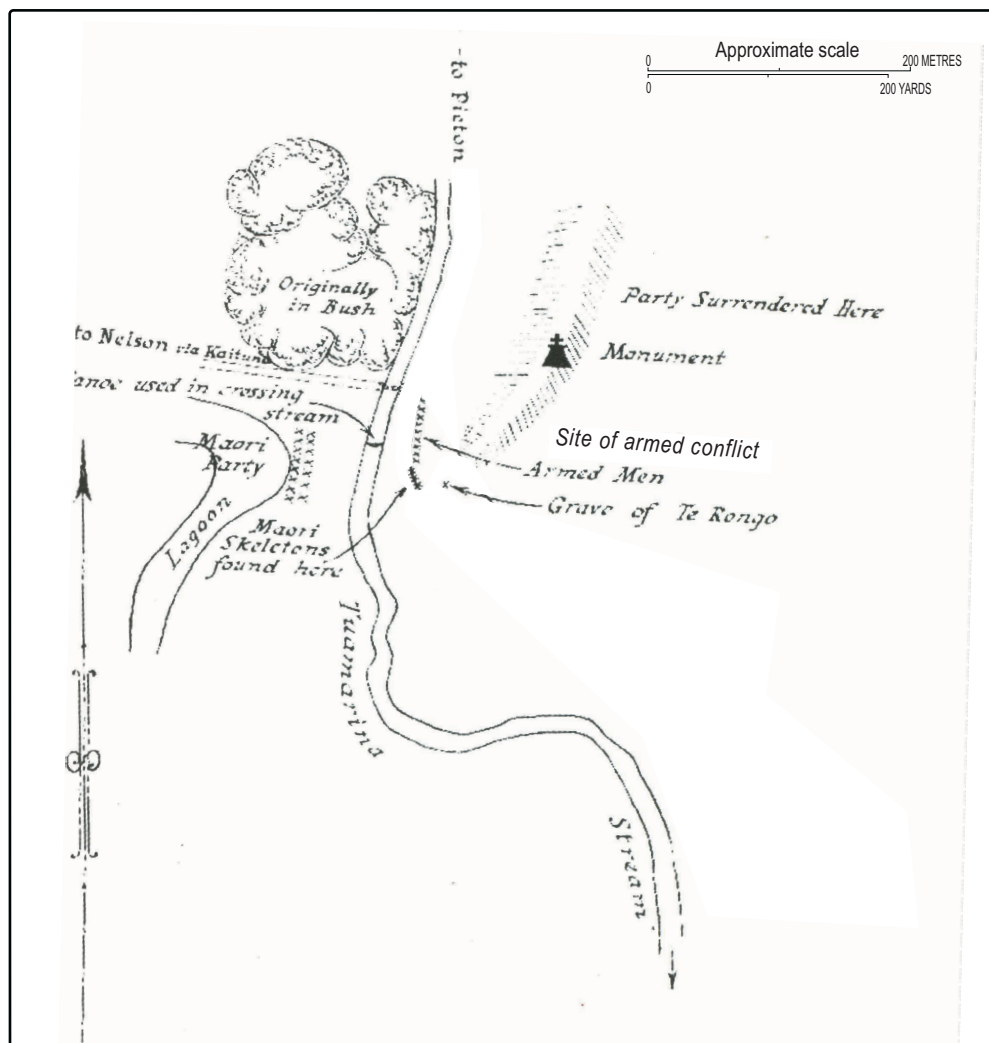 Approximate scale
0 200 METRES
0 200 YARDS
-to Picton
Originally
in Bush
Party Surrendered Here
Monument
to Nelson via Kaituna
anoe used in crossing
stream
Maori
Party
Site of armed conflict
Armed Men
Grave of Te Rongo
Lagoon
Maori
Skeletons
found here
Tuamarina
Stream